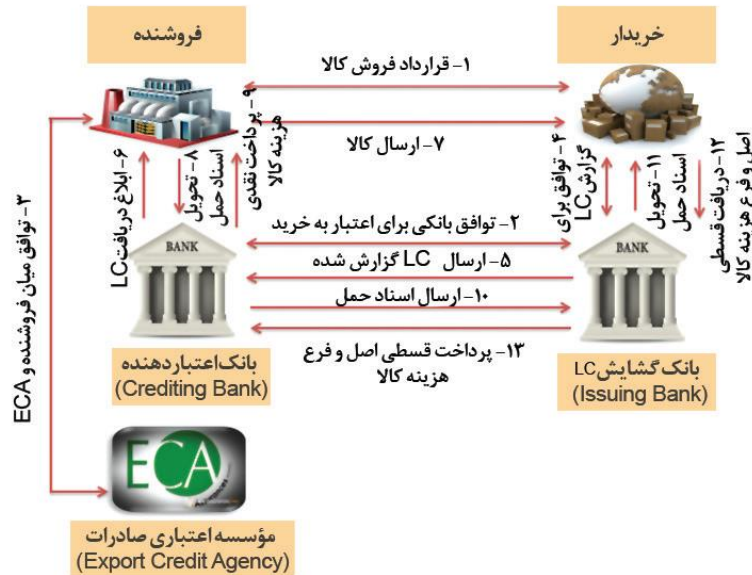 فروشنده
خریدار
۱- قرارداد فروش کالا
۷- ارسال کالا
۹- پرداخت نقدی
هزینه کالا
۸- تحویل
اسناد حمل
۶- ابلاغ دریافت LC
۴- توافق برای
گزارش LC
۱۱- تحویل
اسناد حمل
۱۲- دریافت قسطی
اصل و فرع هزینه کالا
۳- توافق میان فروشنده و ECA
BANK
BANK
۲- توافق بانکی برای اعتبار به خرید
۵- ارسال LC گزارش شده
۱۰- ارسال اسناد حمل
۱۳- پرداخت قسطی اصل و فرع
هزینه کالا
بانک اعتباردهنده
(Crediting Bank)
بانک گشایش LC
(Issuing Bank)
ECA
مؤسسه اعتباری صادرات
(Export Credit Agency)